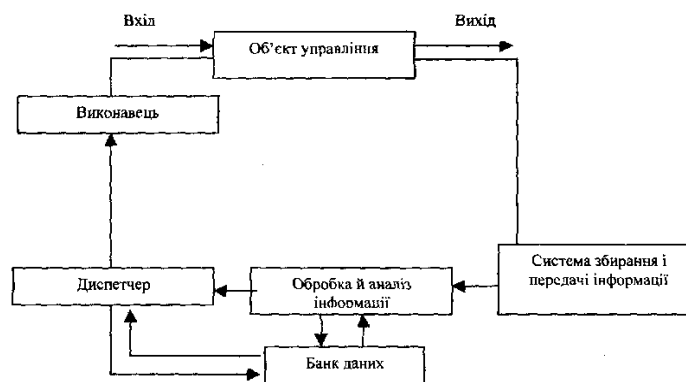 Вхід
Вихід
Об’єкт управління
Виконавець
Диспетчер
Обробка й аналіз
інформації
Система збирання і
передачі інформації
Банк даних